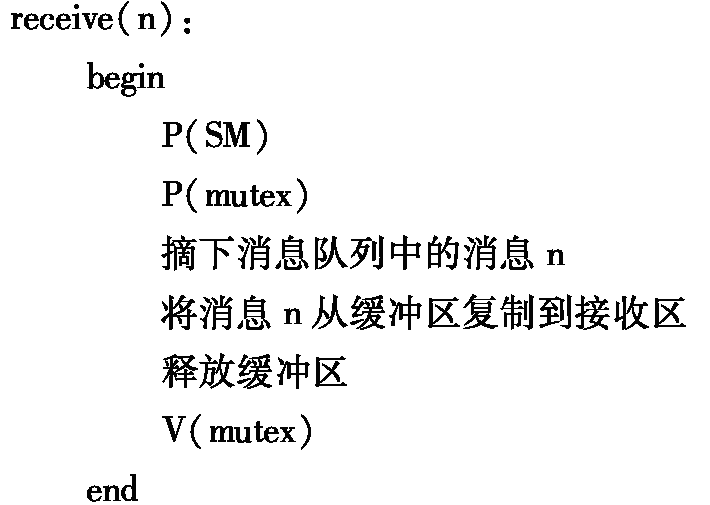 receive(n)：
begin
P(SM)
P(mutex)
摘下消息队列中的消息 n
将消息 n 从缓冲区复制到接收区
释放缓冲区
V(mutex)
end